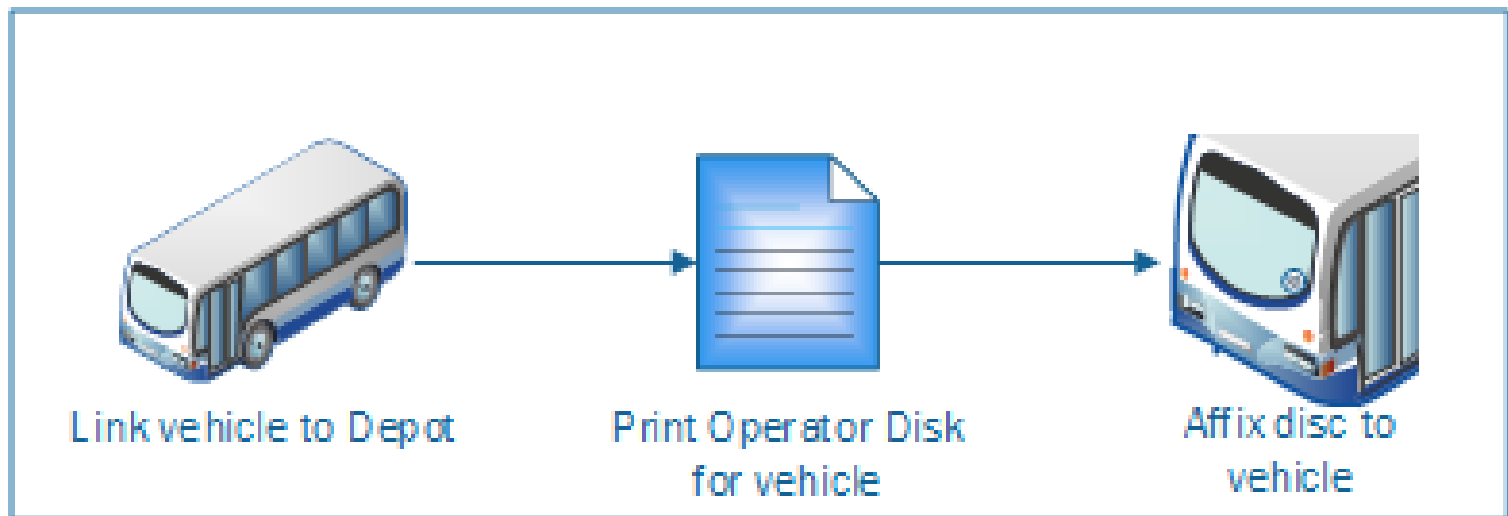 Link vehicle to Depot
Print Operator Disk
for vehicle
Affix disc to
vehicle